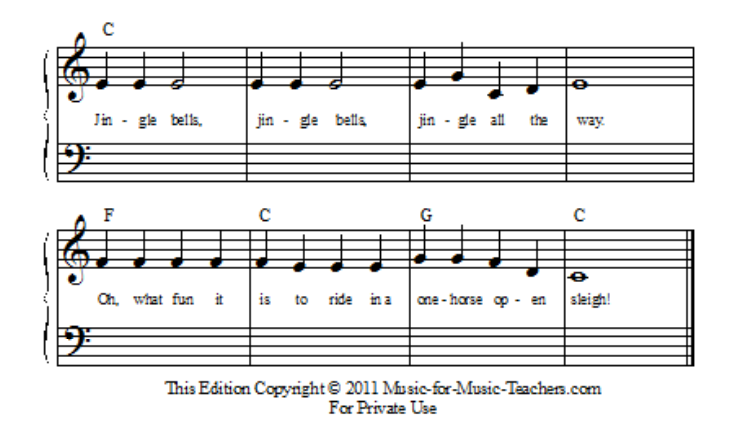 C
Jin - gle bells, jin - gle bells, jin - gle all the way.
F C G C
Oh, what fun it is to ride in a one - horse op - en sleigh!
This Edition Copyright © 2011 Music-for-Music-Teachers.com
For Private Use